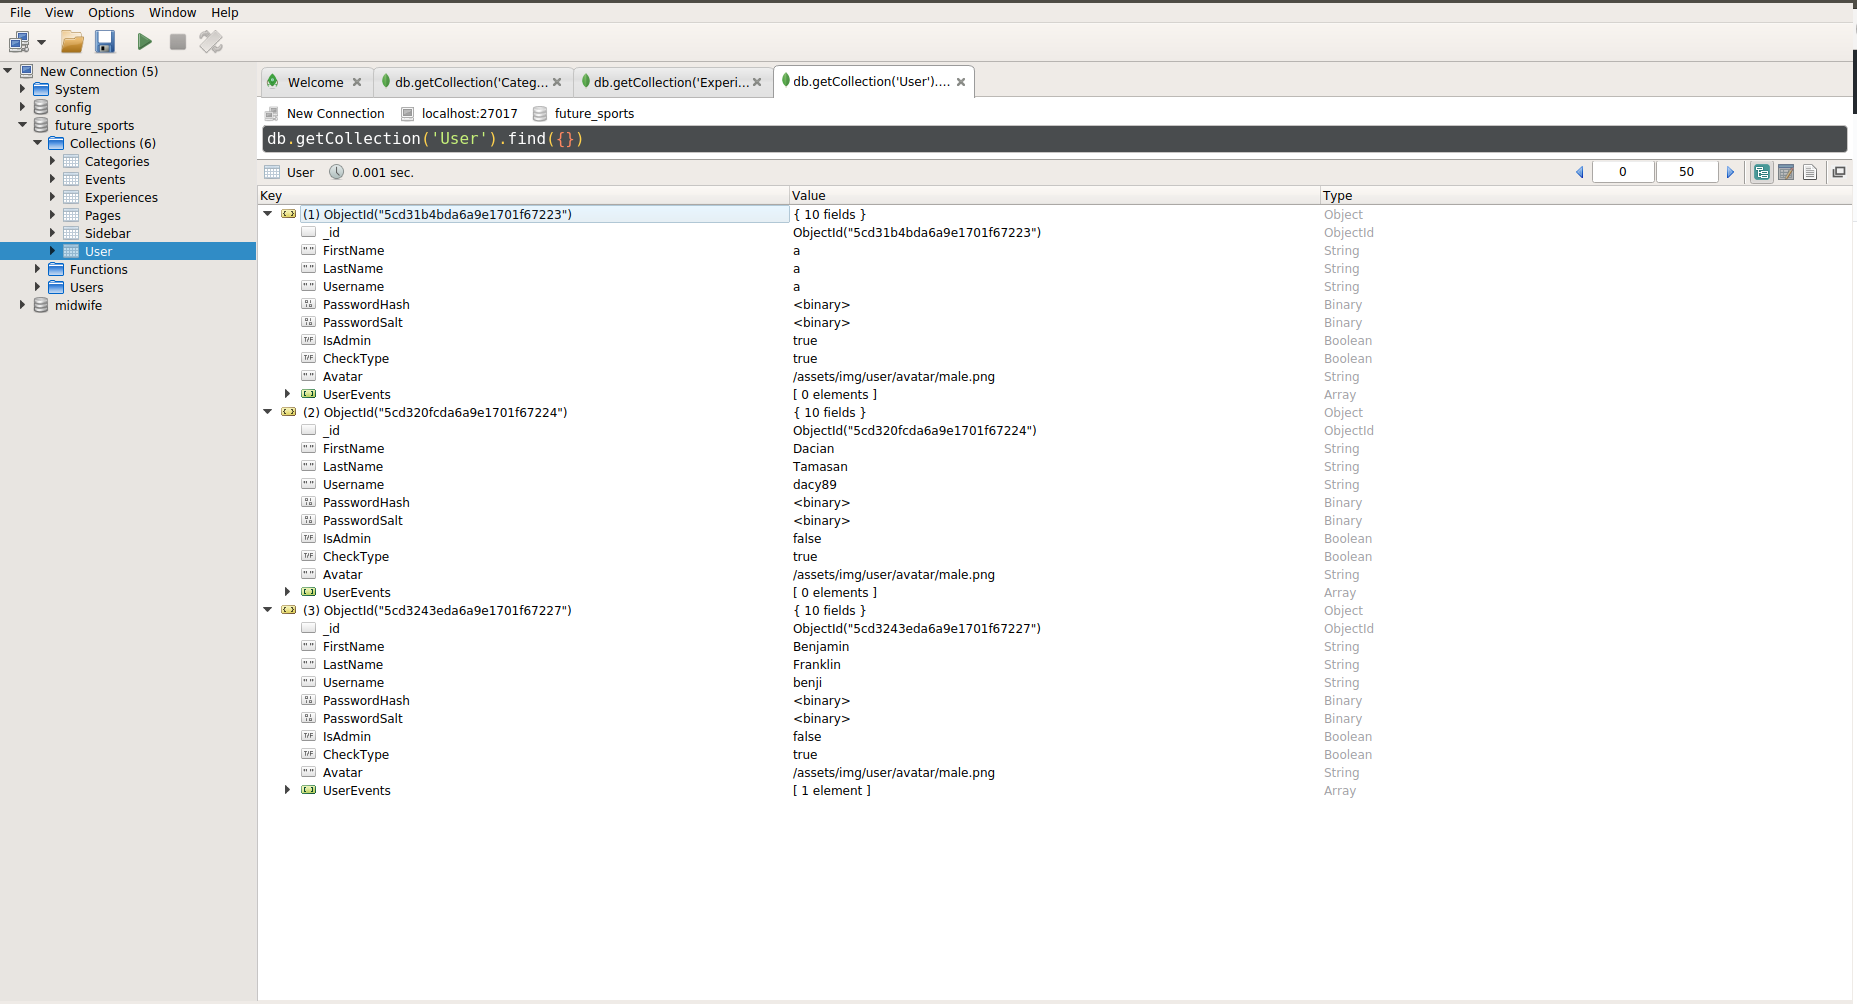 File View Options Window Help
New Connection (5)
System
config
future_sports
Collections (6)
Categories
Events
Experiences
Pages
Sidebar
User
Functions
Users
midwife
Welcome db.getCollection('Categ... db.getCollection('Experi... db.getCollection('User')....
New Connection localhost:27017 future_sports
db.getCollection('User').find({})
User 0.001 sec. 0 50
Key Value Type
(1) ObjectId("5cd31b4bda6a9e1701f67223") { 10 fields } Object
_id ObjectId("5cd31b4bda6a9e1701f67223") ObjectId
FirstName a String
LastName a String
Username a String
PasswordHash <binary> Binary
PasswordSalt <binary> Binary
IsAdmin true Boolean
CheckType true Boolean
Avatar /assets/img/user/avatar/male.png String
UserEvents [ 0 elements ] Array
(2) ObjectId("5cd320fcda6a9e1701f67224") { 10 fields } Object
_id ObjectId("5cd320fcda6a9e1701f67224") ObjectId
FirstName Dacian String
LastName Tamasan String
Username dacy89 String
PasswordHash <binary> Binary
PasswordSalt <binary> Binary
IsAdmin false Boolean
CheckType true Boolean
Avatar /assets/img/user/avatar/male.png String
UserEvents [ 0 elements ] Array
(3) ObjectId("5cd3243eda6a9e1701f67227") { 10 fields } Object
_id ObjectId("5cd3243eda6a9e1701f67227") ObjectId
FirstName Benjamin String
LastName Franklin String
Username benji String
PasswordHash <binary> Binary
PasswordSalt <binary> Binary
IsAdmin false Boolean
CheckType true Boolean
Avatar /assets/img/user/avatar/male.png String
UserEvents [ 1 element ] Array